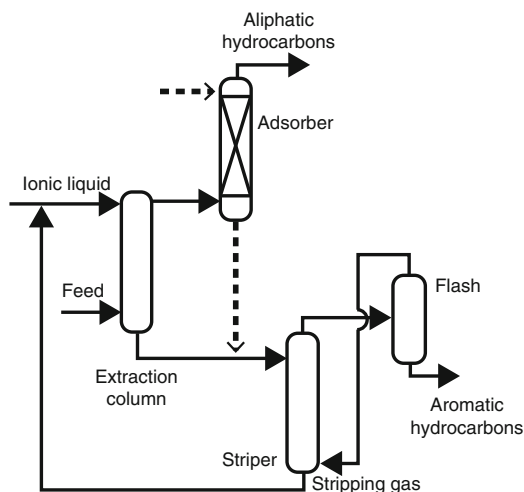 Aliphatic
hydrocarbons
Adsorber
Ionic liquid
Feed
Flash
Extraction
column
Aromatic
hydrocarbons
Striper
Stripping gas